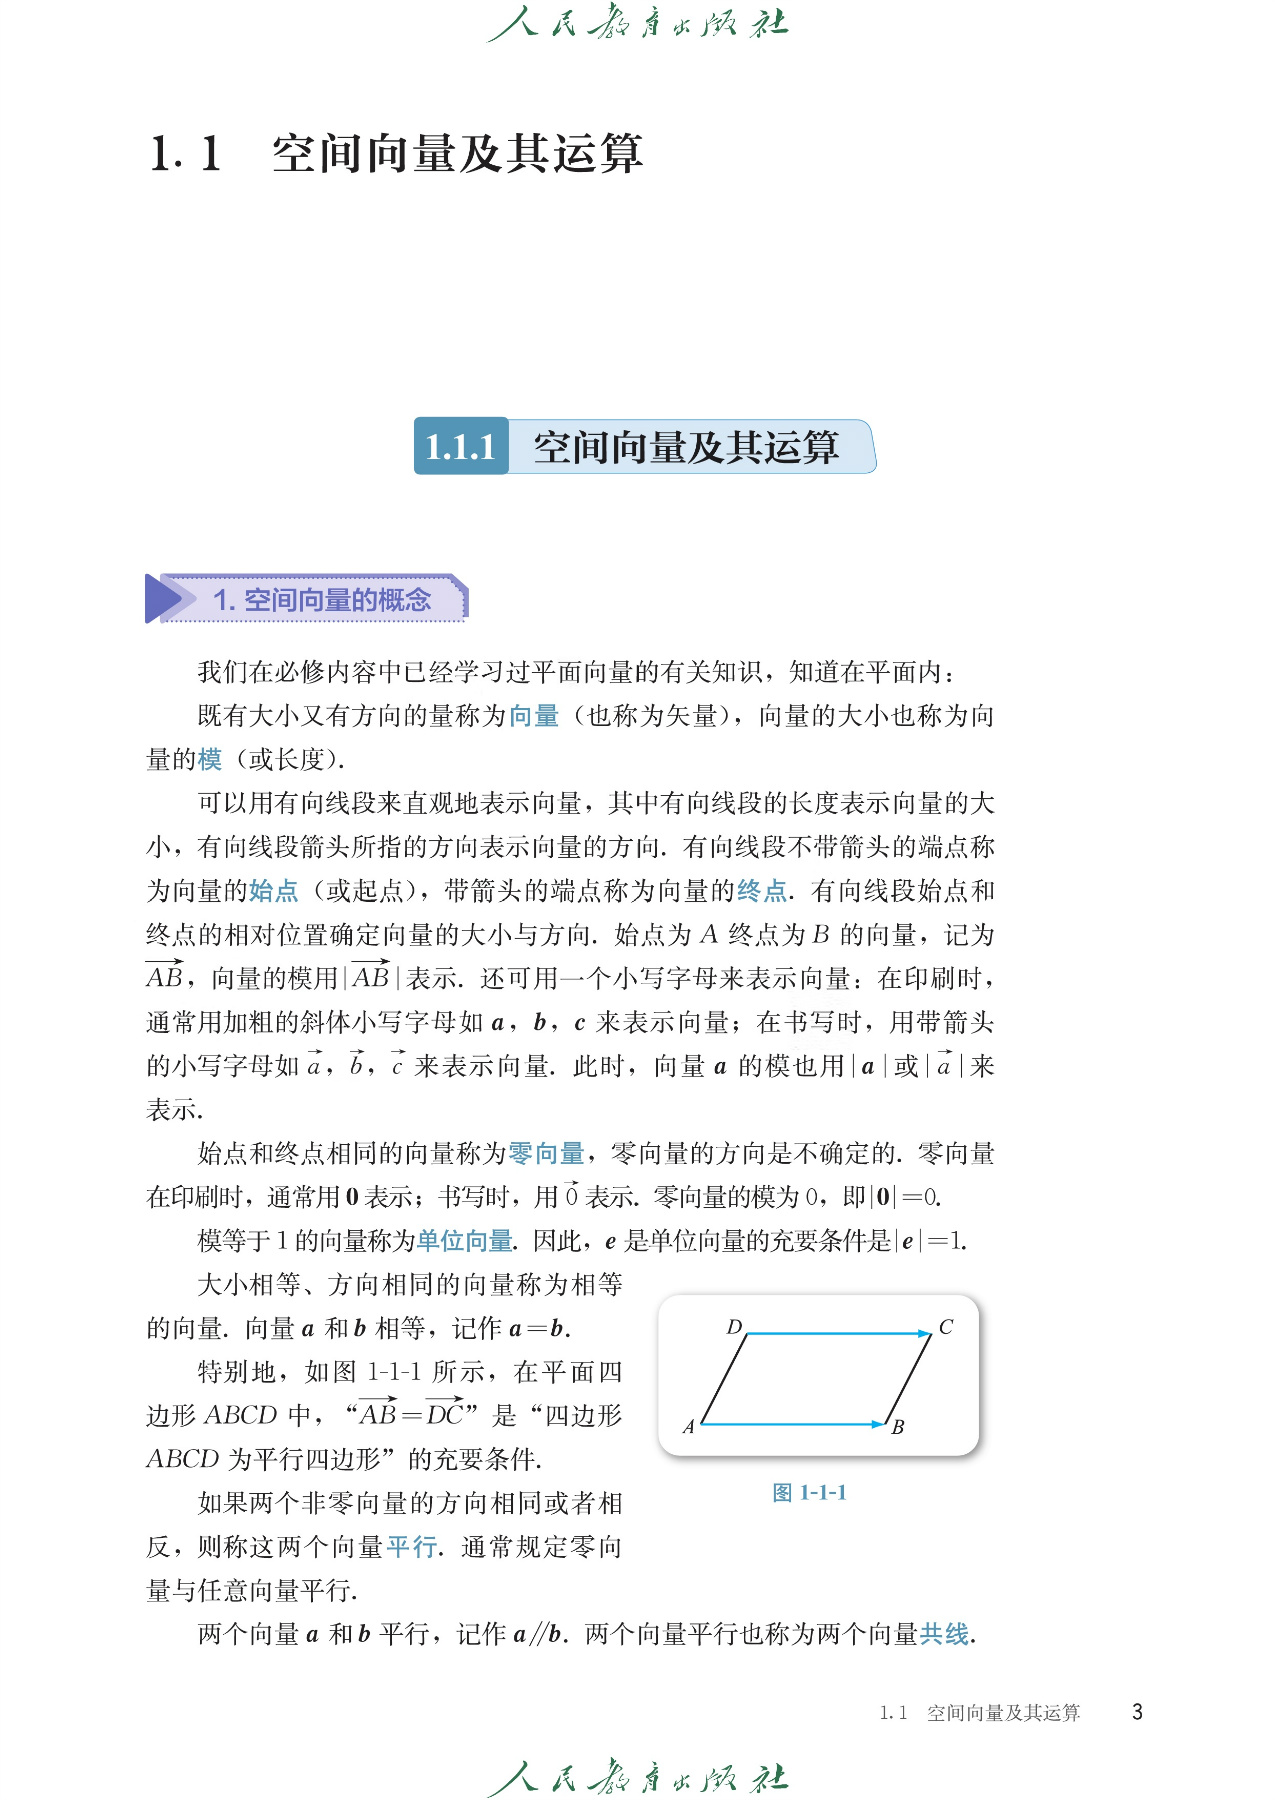 人民教育出版社
1.1 空间向量及其运算
1.1.1 空间向量及其运算
1. 空间向量的概念
我们在必修内容中已经学习过平面向量的有关知识，知道在平面内：
既有大小又有方向的量称为向量（也称为矢量），向量的大小也称为向
量的模（或长度）．
可以用有向线段来直观地表示向量，其中有向线段的长度表示向量的大
小，有向线段箭头所指的方向表示向量的方向．有向线段不带箭头的端点称
为向量的始点（或起点），带箭头的端点称为向量的终点．有向线段始点和
终点的相对位置确定向量的大小与方向．始点为 A 终点为 B 的向量，记为
$\overrightarrow{AB}$，向量的模用|$\overrightarrow{AB}$|表示．还可用一个小写字母来表示向量：在印刷时，
通常用加粗的斜体小写字母如 a，b，c 来表示向量；在书写时，用带箭头
的小写字母如 $\vec{a}$，$\vec{b}$，$\vec{c}$ 来表示向量．此时，向量 a 的模也用|a|或|$\vec{a}$|来
表示．
始点和终点相同的向量称为零向量，零向量的方向是不确定的．零向量
在印刷时，通常用 0 表示；书写时，用 $\vec{0}$ 表示．零向量的模为 0，即|0|=0.
模等于 1 的向量称为单位向量．因此，e 是单位向量的充要条件是|e|=1.
大小相等、方向相同的向量称为相等
的向量．向量 a 和 b 相等，记作 a=b.
特别地，如图 1-1-1 所示，在平面四
边形 ABCD 中，“$\overrightarrow{AB}$=$\overrightarrow{DC}$”是“四边形
ABCD 为平行四边形”的充要条件．
如果两个非零向量的方向相同或者相
反，则称这两个向量平行．通常规定零向
量与任意向量平行．
D C
A B
图 1-1-1
两个向量 a 和 b 平行，记作 a∥b．两个向量平行也称为两个向量共线．
1.1 空间向量及其运算 3
人民教育出版社